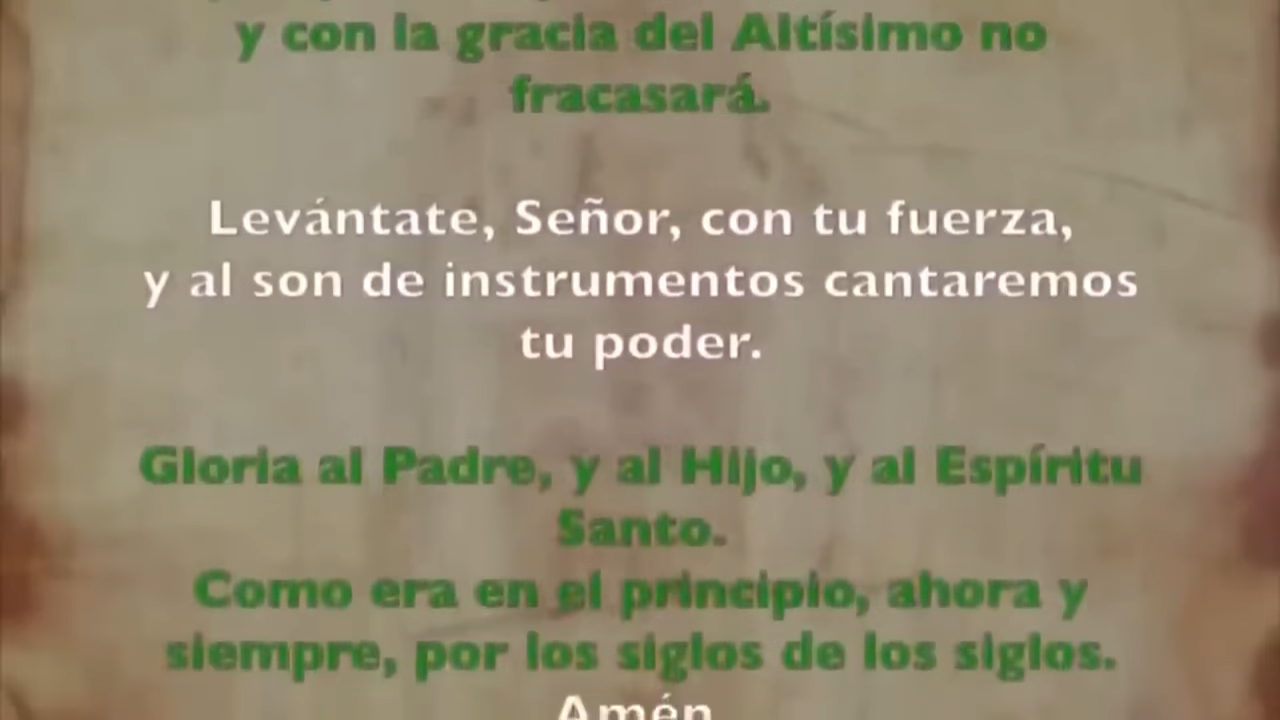 y con la gracia del Altísimo no
fracasará.
Levántate, Señor, con tu fuerza,
y al son de instrumentos cantaremos
tu poder.
Gloria al Padre, y al Hijo, y al Espíritu
Santo.
Como era en el principio, ahora y
siempre, por los siglos de los siglos.
Amén